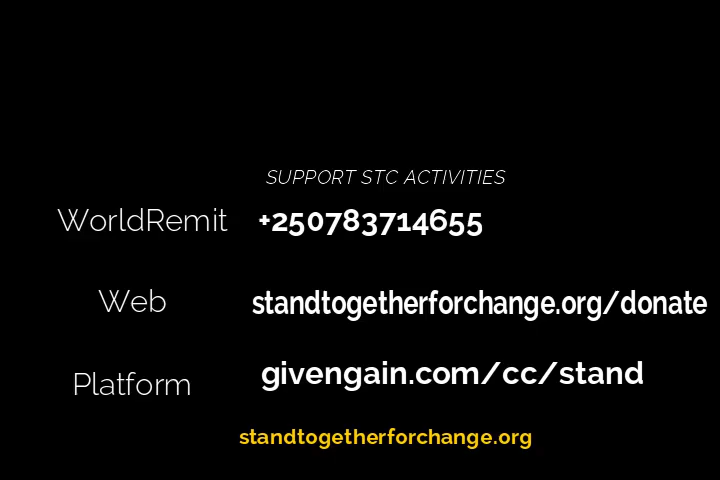 SUPPORT STC ACTIVITIES
WorldRemit +250783714655
Web standtogetherforchange.org/donate
Platform givengain.com/cc/stand
standtogetherforchange.org